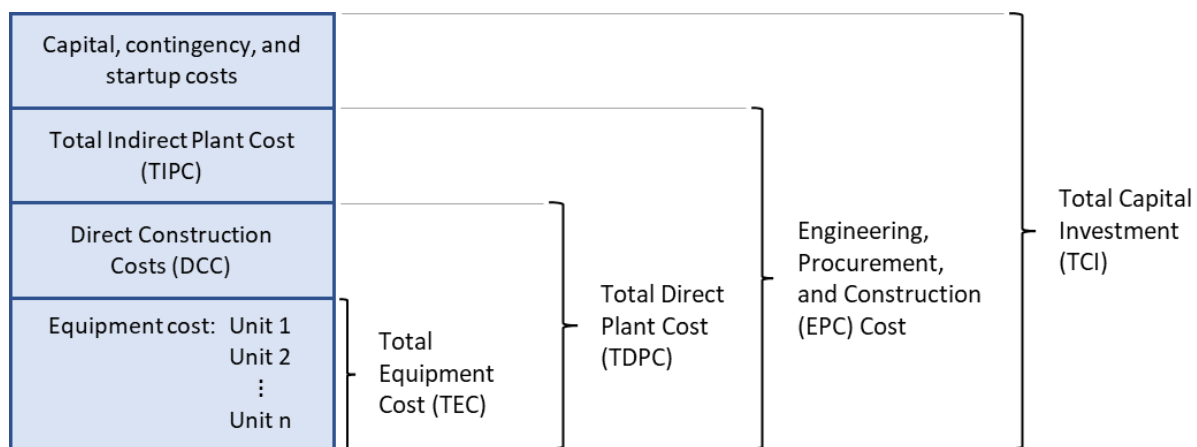 Capital, contingency, and
startup costs
Total Indirect Plant Cost
(TIPC)
Direct Construction
Costs (DCC)
Equipment cost: Unit 1
Unit 2
⋮
Unit n
Total
Equipment
Cost (TEC)
Total Direct
Plant Cost
(TDPC)
Engineering,
Procurement,
and Construction
(EPC) Cost
Total Capital
Investment
(TCI)